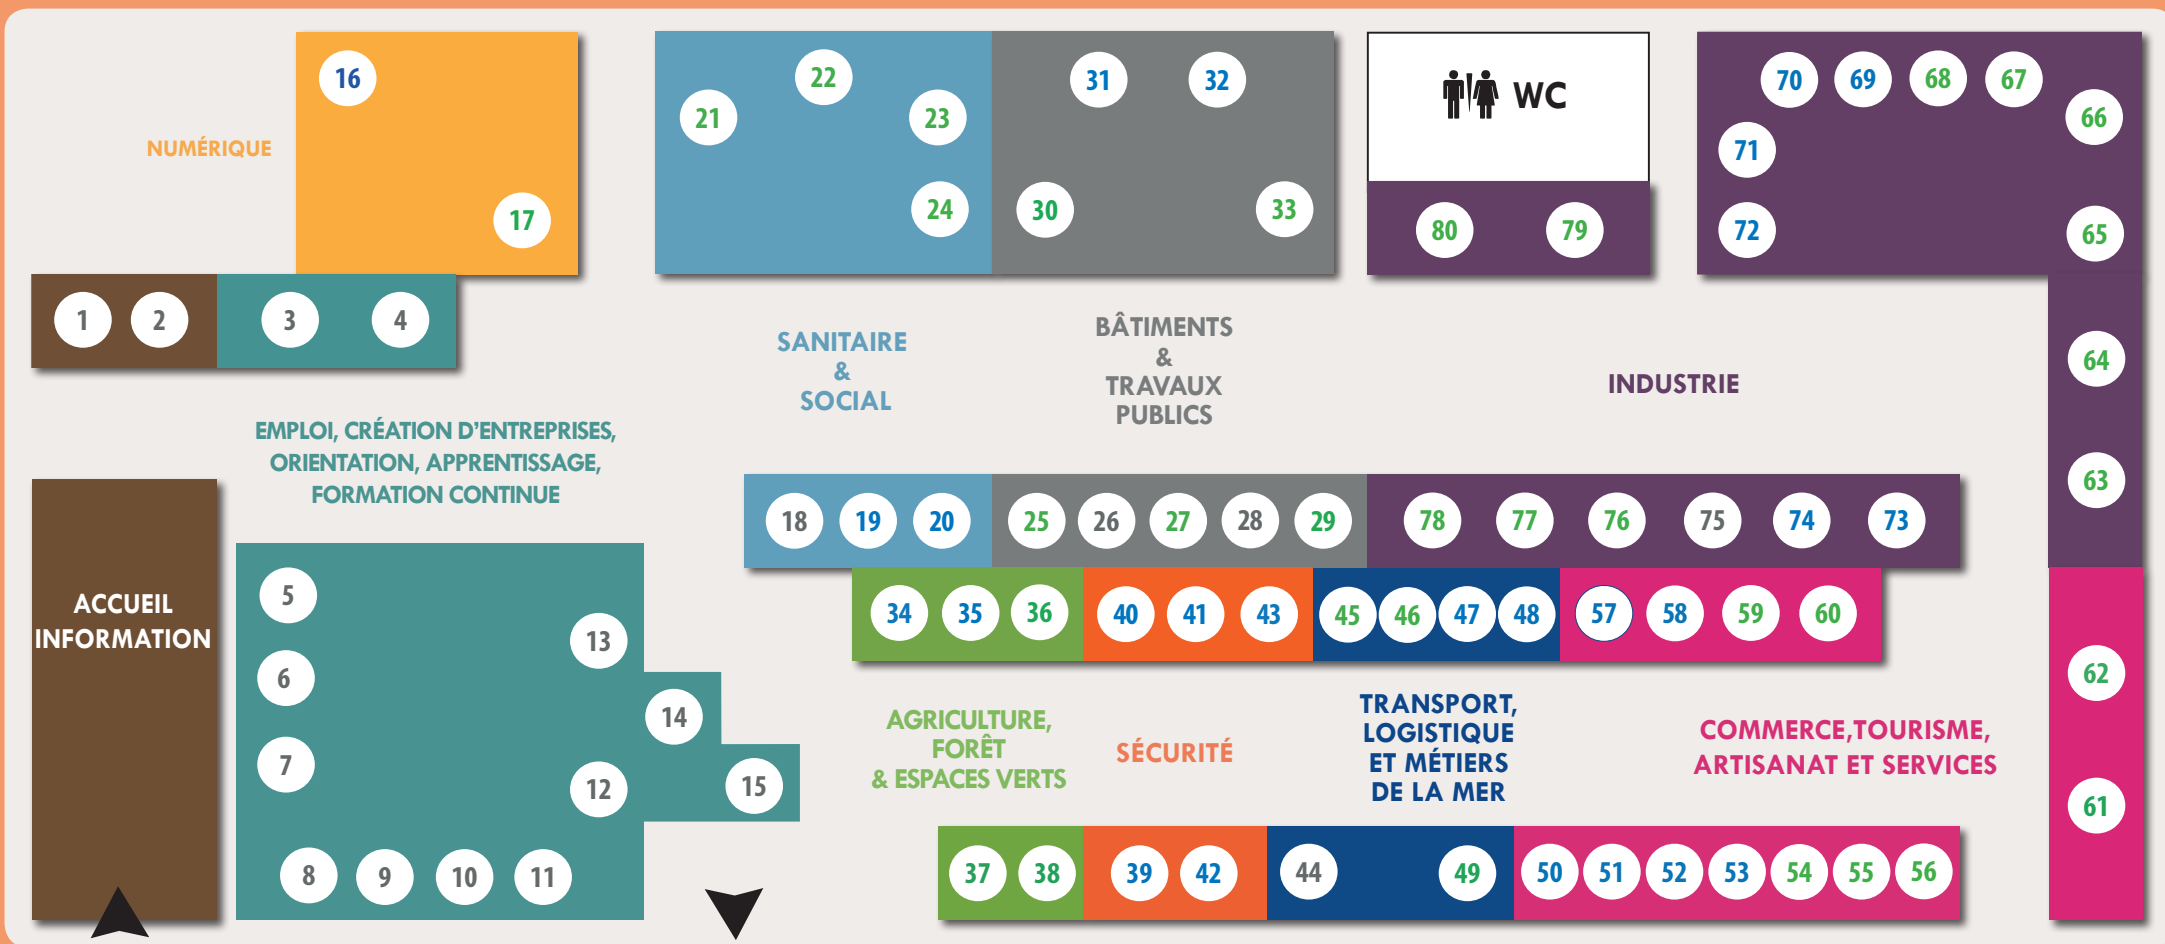 16
17
NUMÉRIQUE
1 2 3 4
21 22 23 24
31 32
30 33
WC
80 79
70 69 68 67
66
71
72
65
64
63
SANITAIRE
&
SOCIAL
BÂTIMENTS
&
TRAVAUX
PUBLICS
INDUSTRIE
EMPLOI, CRÉATION D'ENTREPRISES,
ORIENTATION, APPRENTISSAGE,
FORMATION CONTINUE
ACCUEIL
INFORMATION
5
6
7
8 9 10 11
13
14
12
15
18 19 20 25 26 27 28 29 78 77 76 75 74 73
34 35 36 40 41 43 45 46 47 48 57 58 59 60
62
61
AGRICULTURE,
FORÊT
& ESPACES VERTS
SÉCURITÉ
TRANSPORT,
LOGISTIQUE
ET MÉTIERS
DE LA MER
COMMERCE,TOURISME,
ARTISANAT ET SERVICES
37 38 39 42 44 49 50 51 52 53 54 55 56